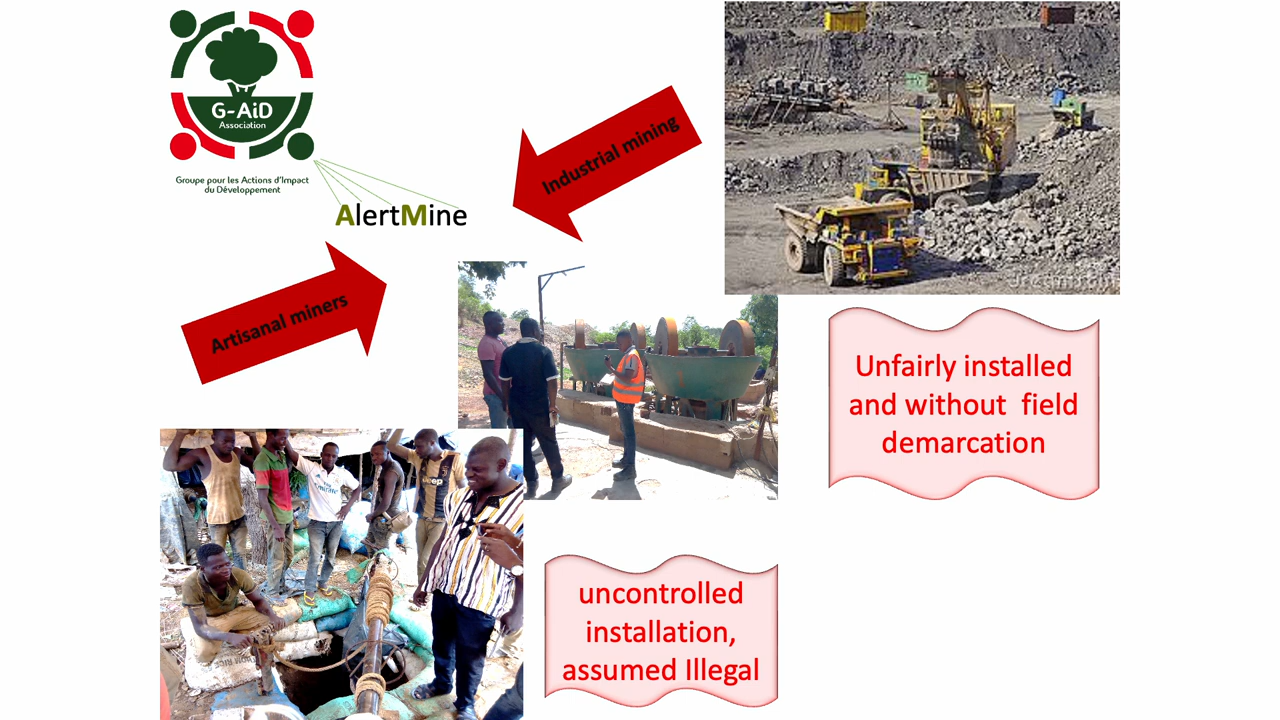 G-AiD
Association
Groupe pour les Actions d'Impact
du Développement
AlertMine
Industrial mining
Artisanal miners
Unfairly installed
and without field
demarcation
uncontrolled
installation,
assumed Illegal